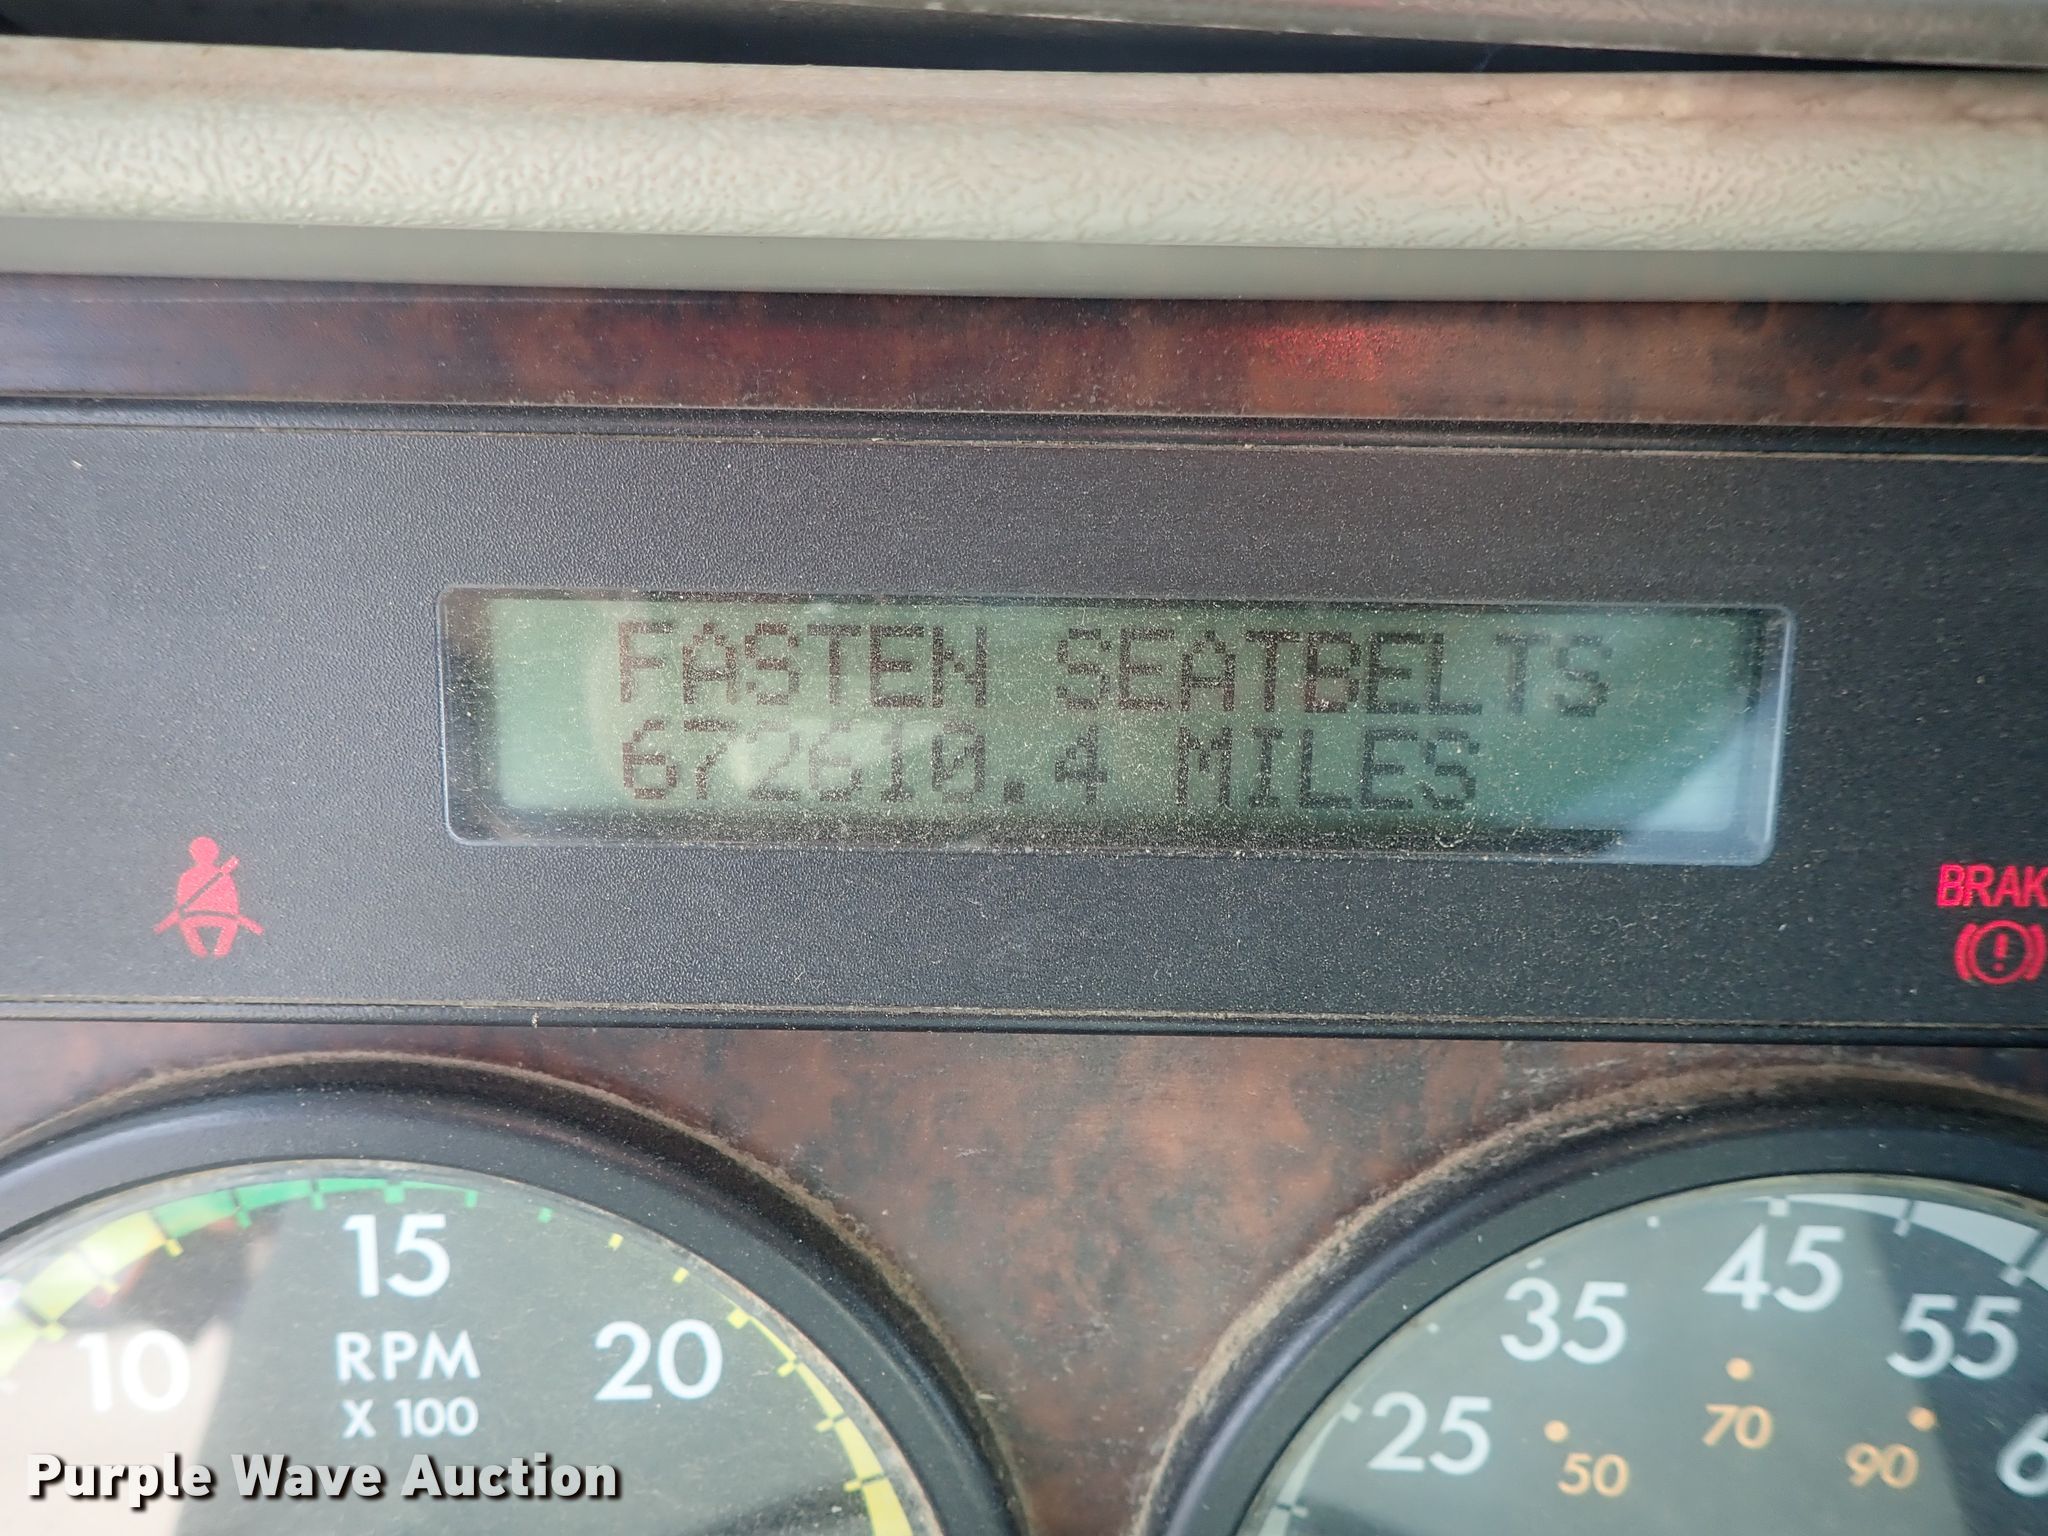 FASTEN SEATBELTS
672610.4 MILES
BRAK
15
10
20
RPM
X 100
25
35
45
55
6
50
70
90
Purple Wave Auction